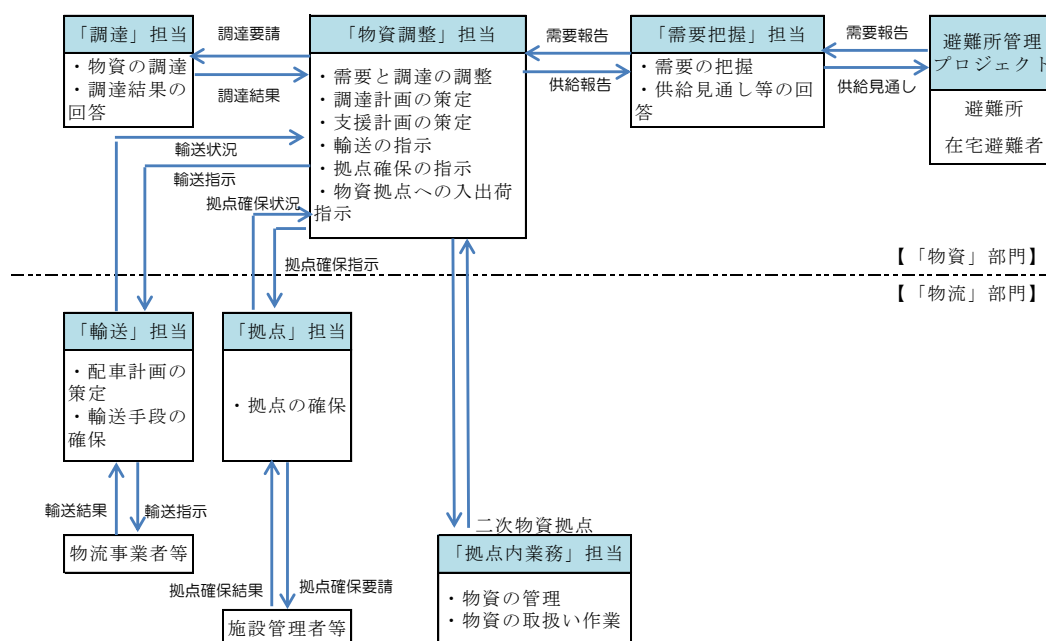 「調達」担当
・物資の調達
・調達結果の
回答
調達要請
調達結果
「物資調整」担当
・需要と調達の調整
・調達計画の策定
・支援計画の策定
・輸送の指示
・拠点確保の指示
・物資拠点への入出荷
指示
需要報告
供給報告
「需要把握」担当
・需要の把握
・供給見通し等の回
答
需要報告
供給見通し
避難所管理
プロジェクト
避難所
在宅避難者
輸送状況
輸送指示
拠点確保状況
拠点確保指示
【「物資」部門】
【「物流」部門】
「輸送」担当
・配車計画の
策定
・輸送手段の
確保
「拠点」担当
・拠点の確保
輸送結果
輸送指示
物流事業者等
拠点確保結果
拠点確保要請
施設管理者等
二次物資拠点
「拠点内業務」担当
・物資の管理
・物資の取扱い作業